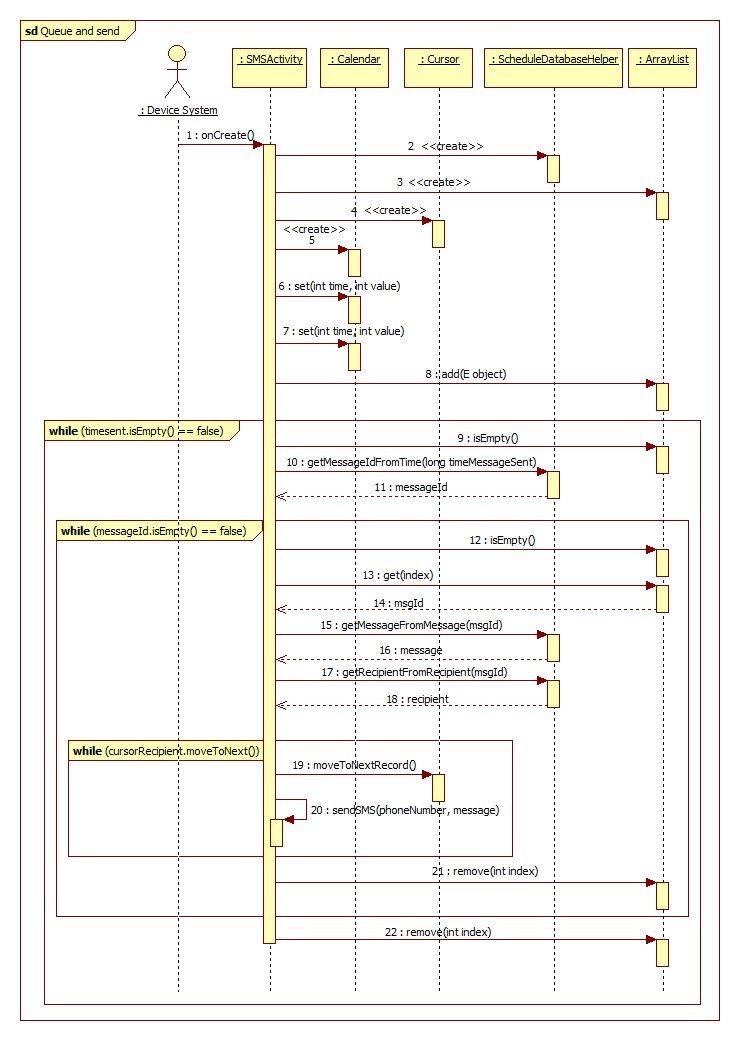 sd Queue and send
: SMSActivity
: Calendar
: Cursor
: ScheduleDatabaseHelper
: ArrayList
: Device System
1 : onCreate()
2 <<create>>
3 <<create>>
4 <<create>>
<<create>>
5
6 : set(int time, int value)
7 : set(int time, int value)
8 : add(E object)
while (timesent.isEmpty() == false)
9 : isEmpty()
10 : getMessageIdFromTime(long timeMessageSent)
11 : messageId
while (messageId.isEmpty() == false)
12 : isEmpty()
13 : get(index)
14 : msgId
15 : getMessageFromMessage(msgId)
16 : message
17 : getRecipientFromRecipient(msgId)
18 : recipient
while (cursorRecipient.moveToNext())
19 : moveToNextRecord()
20 : sendSMS(phoneNumber, message)
21 : remove(int index)
22 : remove(int index)